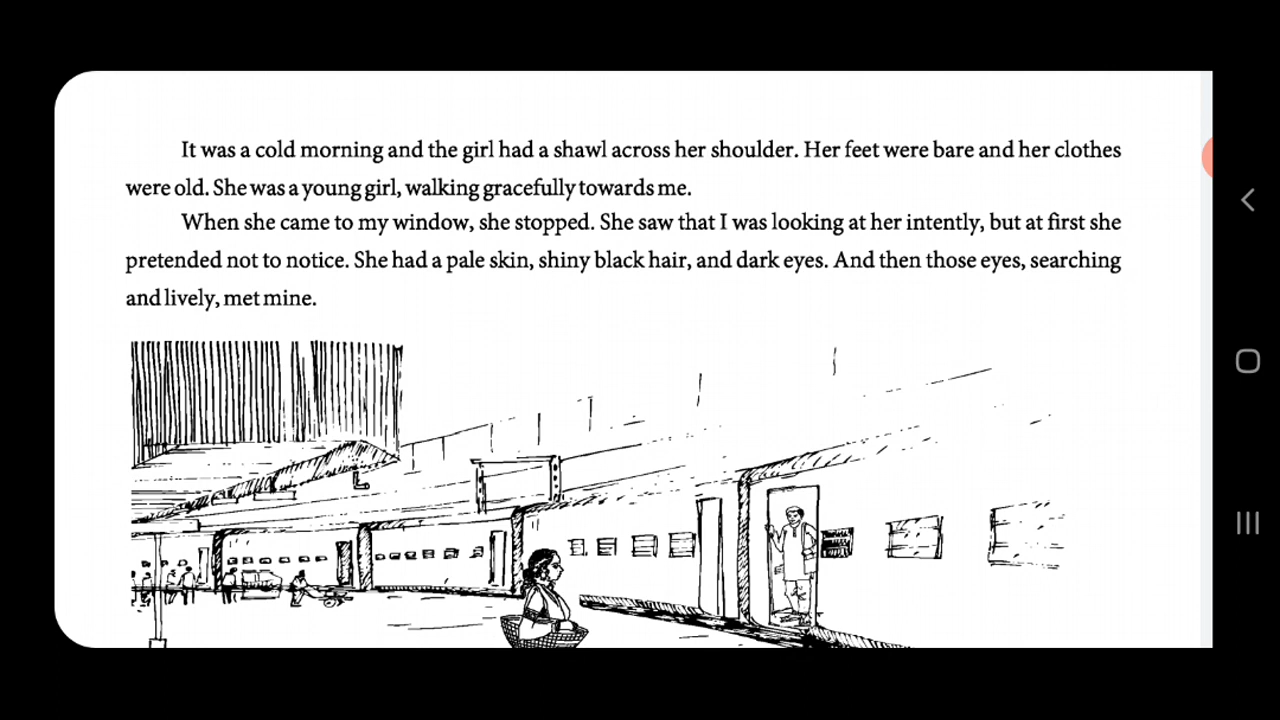 It was a cold morning and the girl had a shawl across her shoulder. Her feet were bare and her clothes
were old. She was a young girl, walking gracefully towards me.
When she came to my window, she stopped. She saw that I was looking at her intently, but at first she
pretended not to notice. She had a pale skin, shiny black hair, and dark eyes. And then those eyes, searching
and lively, met mine.